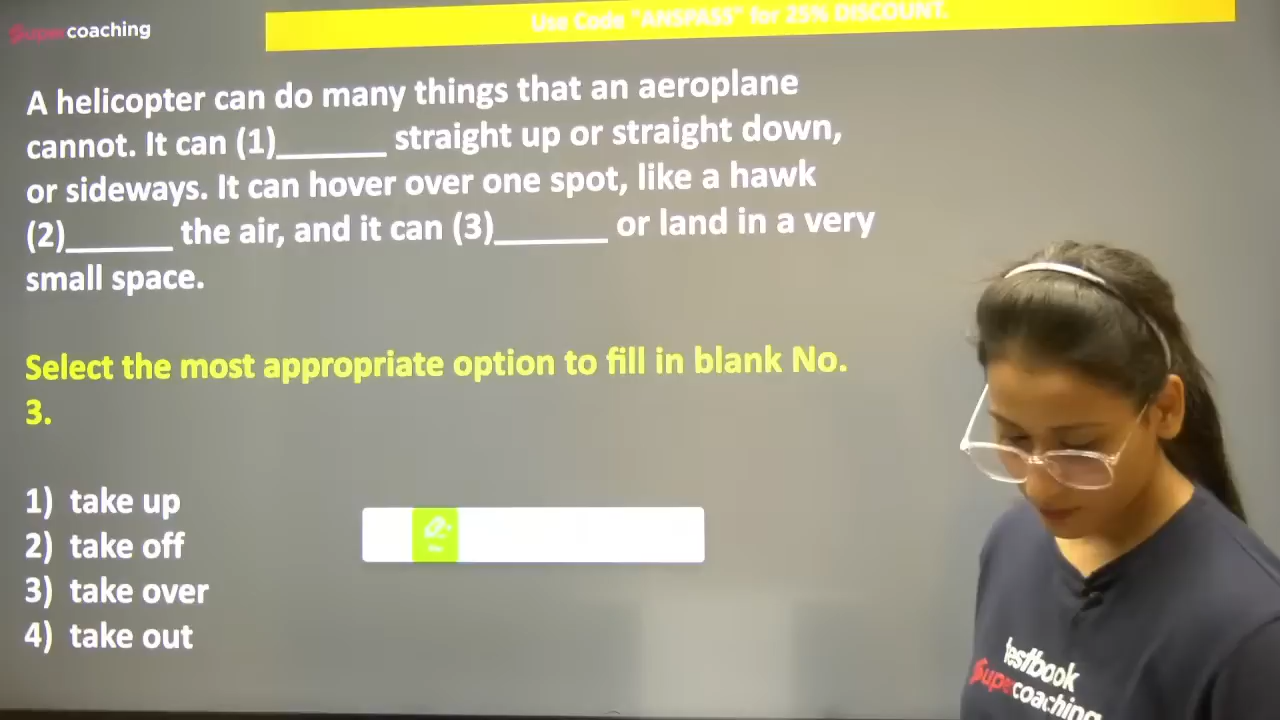 Supercoaching
Use Code "ANSPASS" for 25% DISCOUNT.
A helicopter can do many things that an aeroplane
cannot. It can (1)_______ straight up or straight down,
or sideways. It can hover over one spot, like a hawk
(2)_______ the air, and it can (3)_______ or land in a very
small space.
Select the most appropriate option to fill in blank No.
3.
1) take up
2) take off
3) take over
4) take out
testbook
Supercoaching